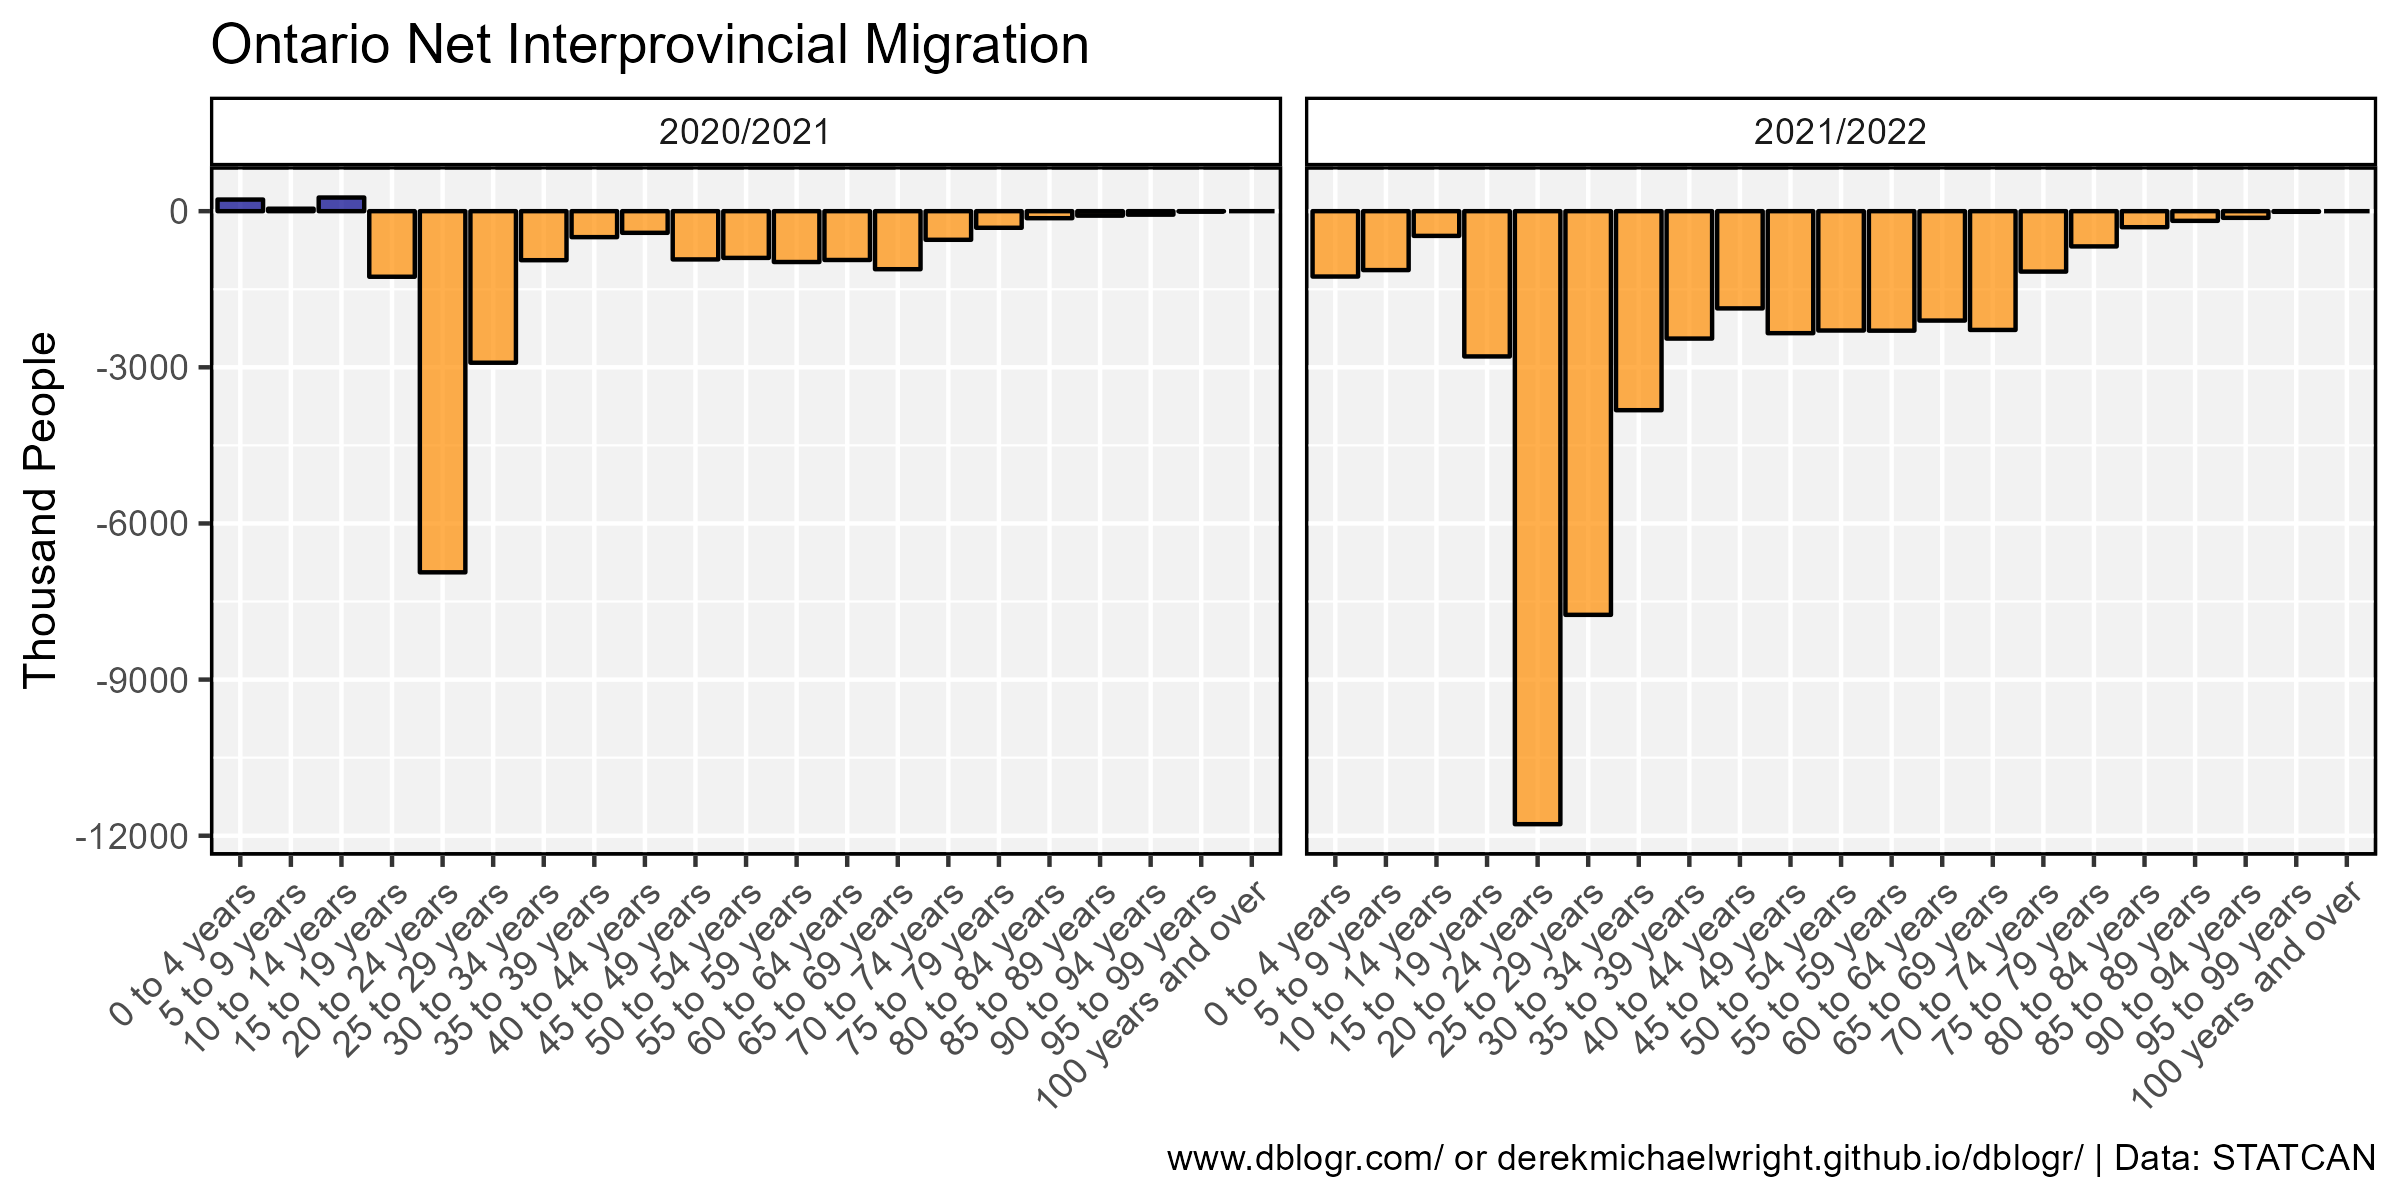 Ontario Net Interprovincial Migration
2020/2021
2021/2022
Thousand People
0
-3000
-6000
-9000
-12000
0 to 4 years
5 to 9 years
10 to 14 years
15 to 19 years
20 to 24 years
25 to 29 years
30 to 34 years
35 to 39 years
40 to 44 years
45 to 49 years
50 to 54 years
55 to 59 years
60 to 64 years
65 to 69 years
70 to 74 years
75 to 79 years
80 to 84 years
85 to 89 years
90 to 94 years
95 to 99 years
100 years and over
0 to 4 years
5 to 9 years
10 to 14 years
15 to 19 years
20 to 24 years
25 to 29 years
30 to 34 years
35 to 39 years
40 to 44 years
45 to 49 years
50 to 54 years
55 to 59 years
60 to 64 years
65 to 69 years
70 to 74 years
75 to 79 years
80 to 84 years
85 to 89 years
90 to 94 years
95 to 99 years
100 years and over
www.dblogr.com/ or derekmichaelwright.github.io/dblogr/ | Data: STATCAN